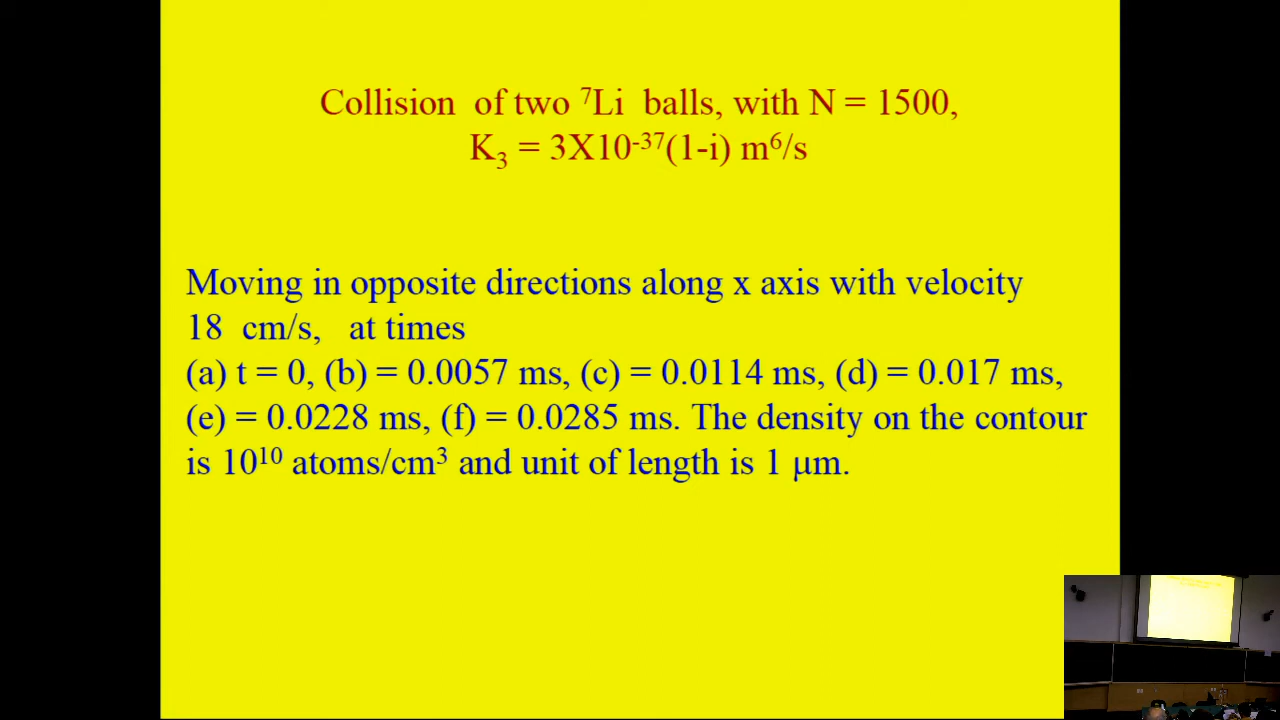 Collision of two ⁷Li balls, with N = 1500,
K₃ = 3X10⁻³⁷(1-i) m⁶/s
Moving in opposite directions along x axis with velocity
18 cm/s, at times
(a) t = 0, (b) = 0.0057 ms, (c) = 0.0114 ms, (d) = 0.017 ms,
(e) = 0.0228 ms, (f) = 0.0285 ms. The density on the contour
is 10¹⁰ atoms/cm³ and unit of length is 1 μm.